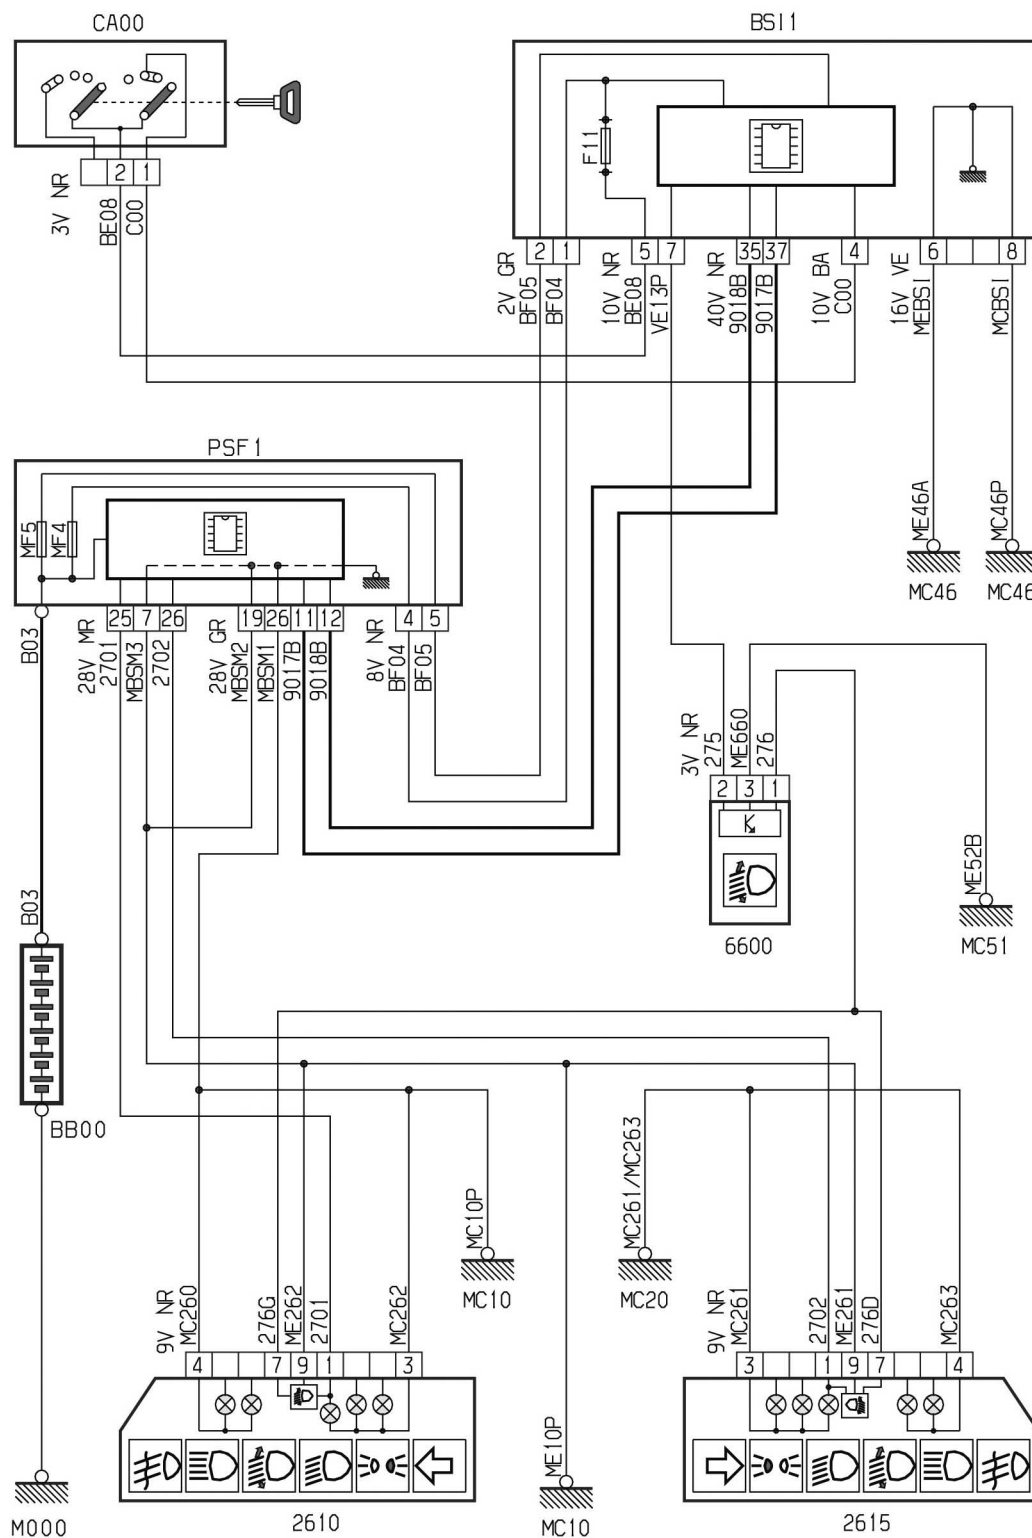 CA00
BSI1
F11
2 1
3V NR
BE08
C00
2 1 5 7 35 37 4 6 8
2V GR
BF05
BF04
10V NR
BE08
VE13P
40V NR
9018B
9017B
10V BA
C00
16V VE
MEBSI
MCBSI
PSF1
MF5
MF4
ME46A
MC46P
MC46
MC46
25 7 26 19 26 11 12 4 5
B03
28V MR
2701
MBSM3
2702
28V GR
MBSM2
MBSM1
9017B
9018B
8V NR
BF04
BF05
3V NR
275
ME660
276
2 3 1
K
6600
ME52B
MC51
B03
BB00
MC10P
MC10
MC261/MC263
MC20
9V NR
MC260
276G
ME262
2701
MC262
4 7 9 1 3
9V NR
MC261
2702
ME261
276D
MC263
3 1 9 7 4
ME10P
MC10
M000
2610
2615